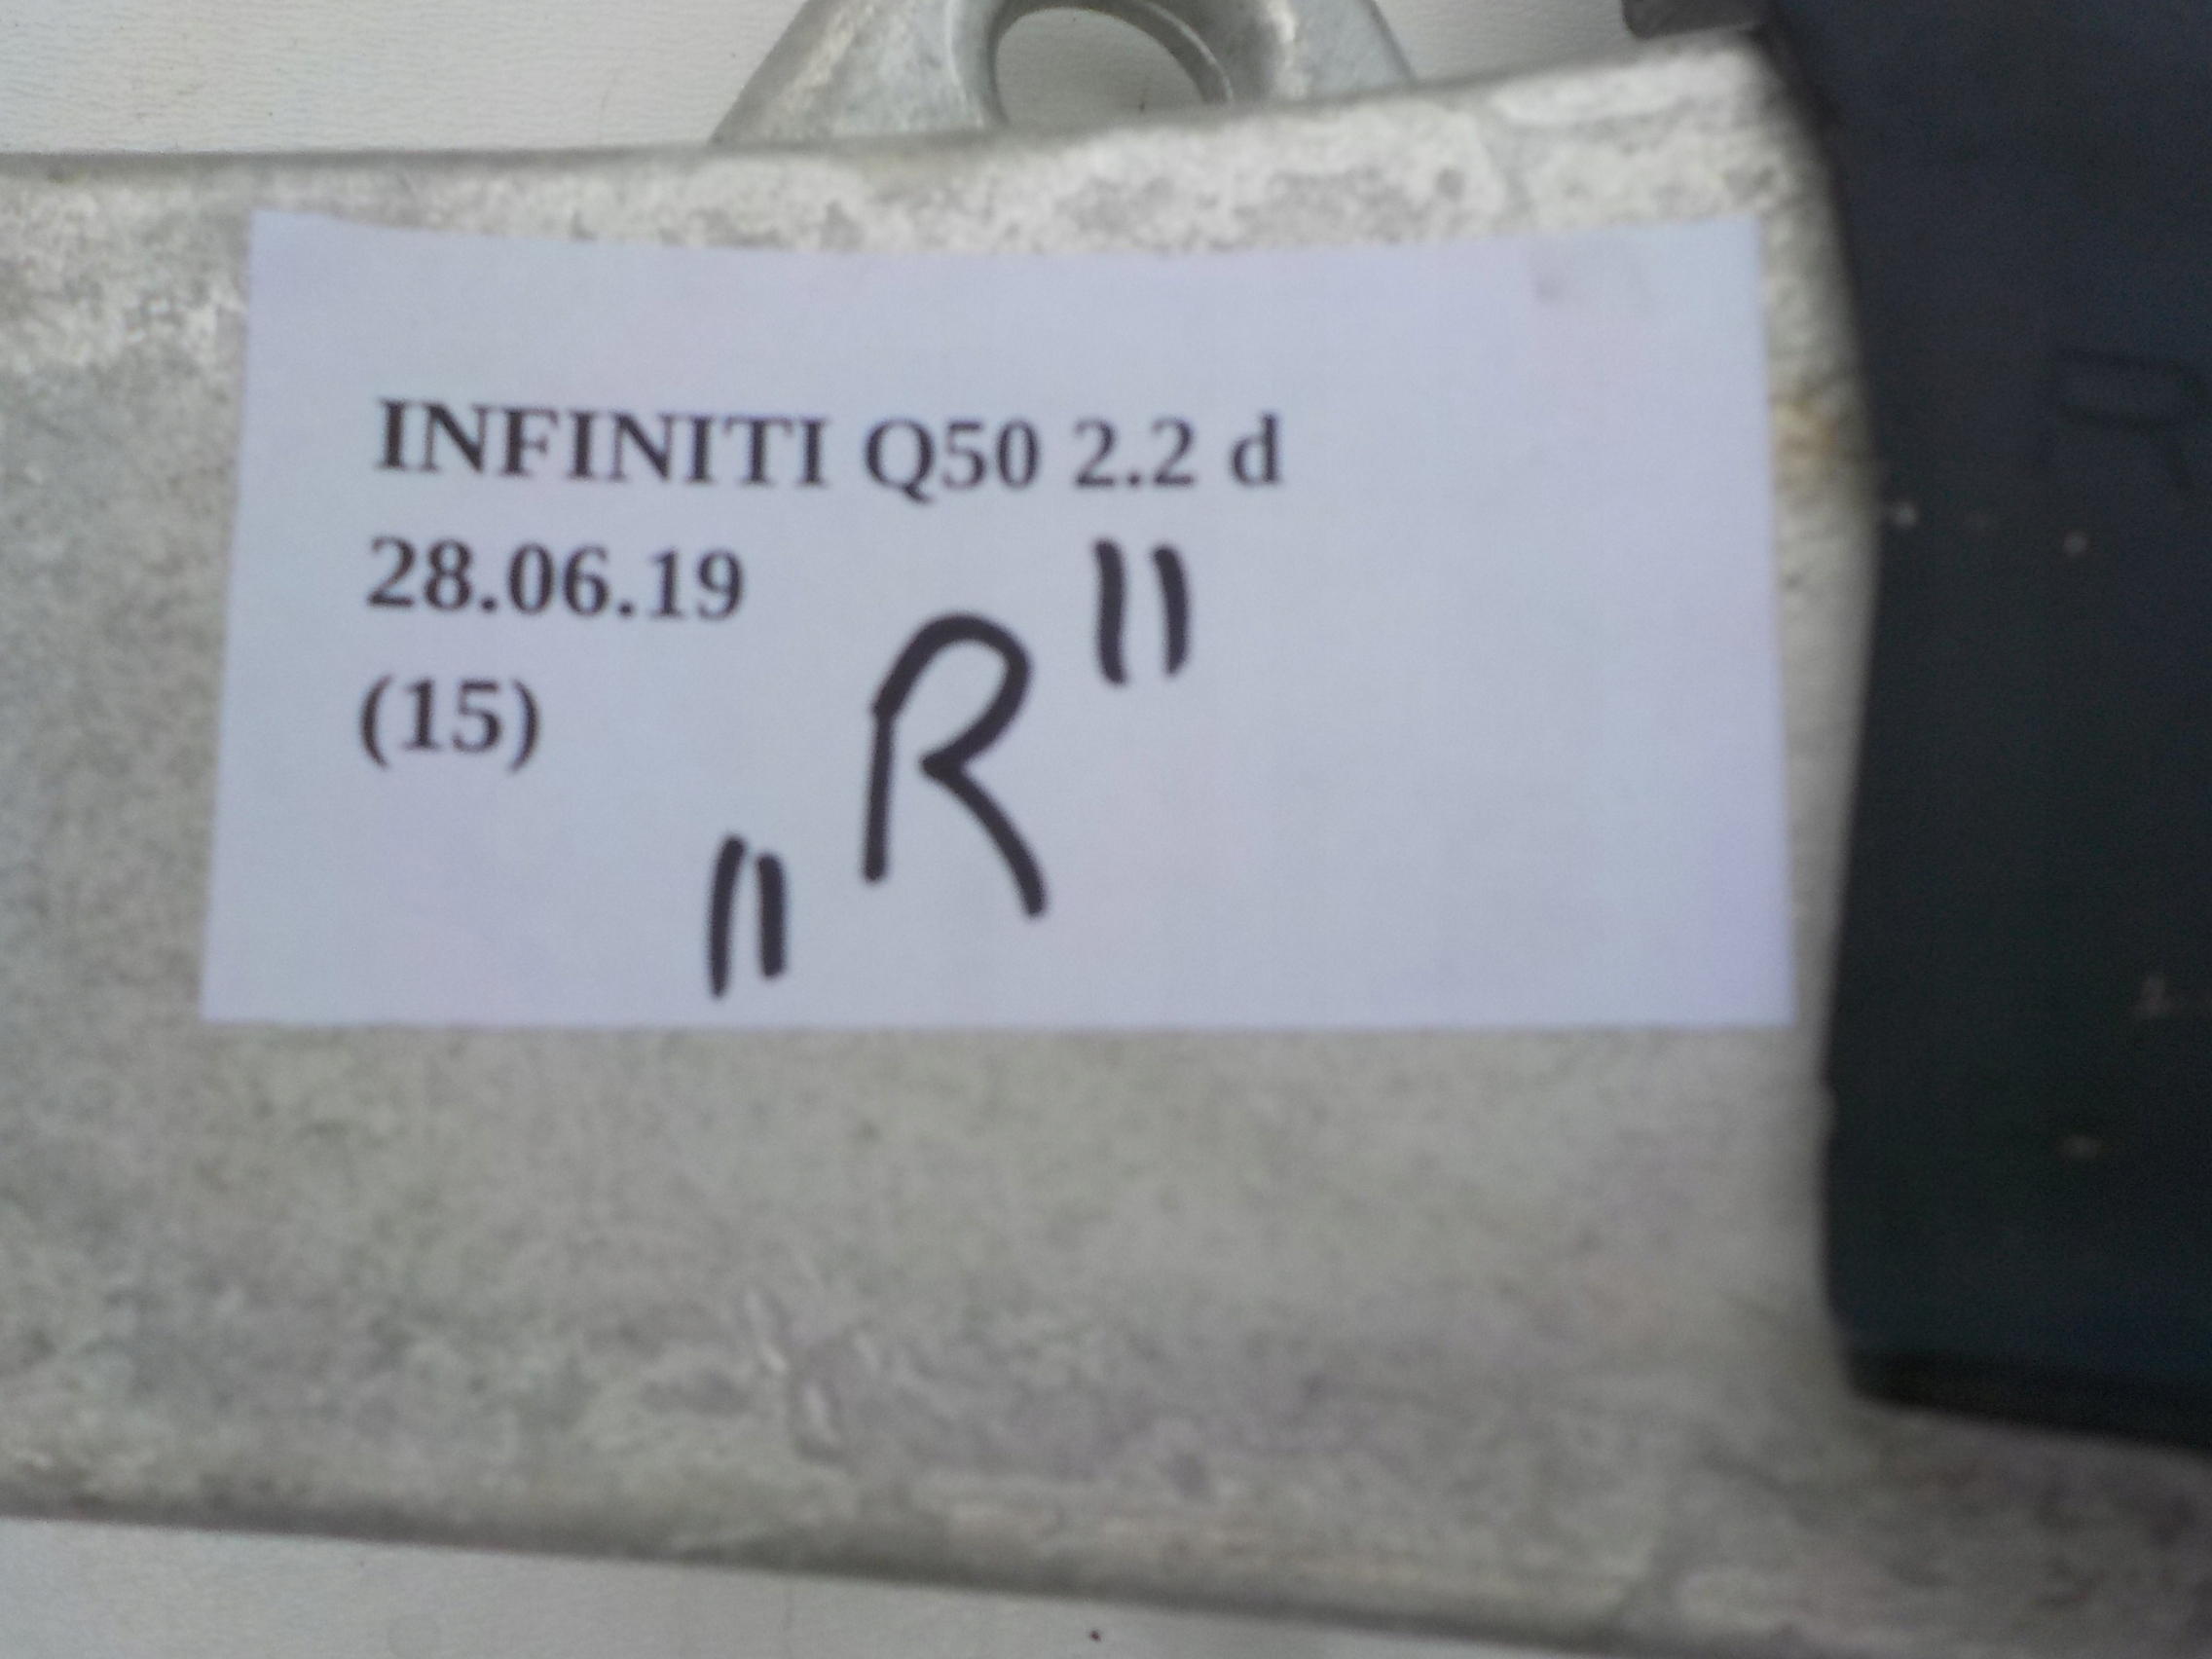 INFINITI Q50 2.2 d
28.06.19
(15)
„R"